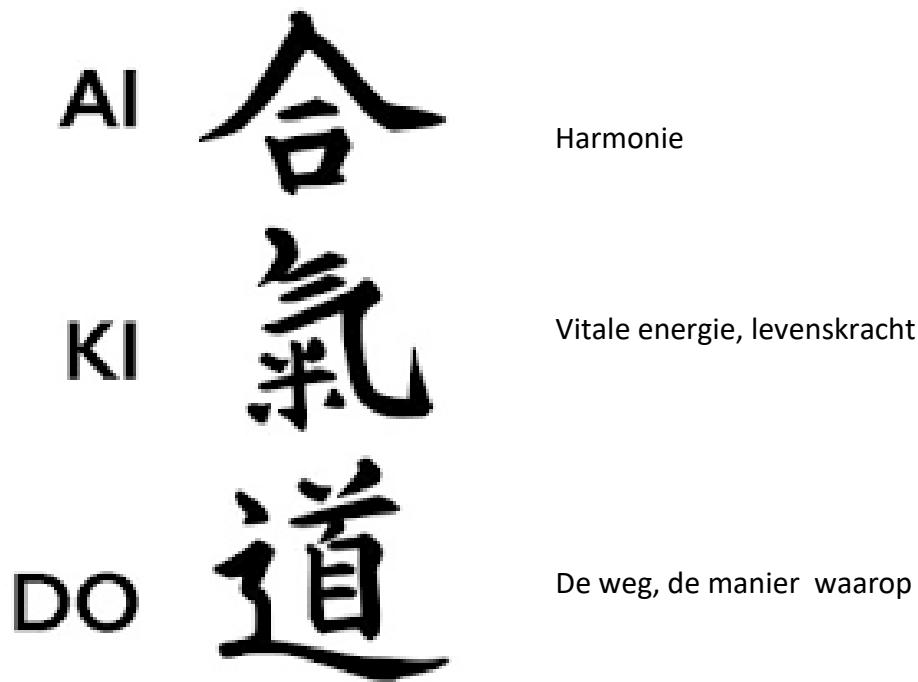 AI 合 Harmonie
KI 氣 Vitale energie, levenskracht
DO 道 De weg, de manier waarop